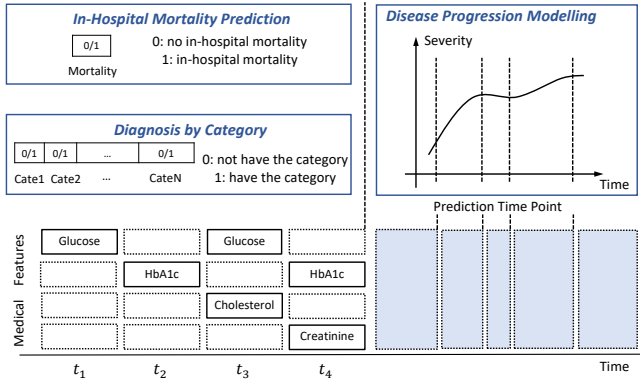 In-Hospital Mortality Prediction
0/1
Mortality
0: no in-hospital mortality
1: in-hospital mortality
Diagnosis by Category
0/1 0/1 ... 0/1
Cate1 Cate2 ... CateN
0: not have the category
1: have the category
Disease Progression Modelling
Severity
Time
Prediction Time Point
Medical Features
Glucose Glucose
HbA1c HbA1c
Cholesterol
Creatinine
t1 t2 t3 t4 Time